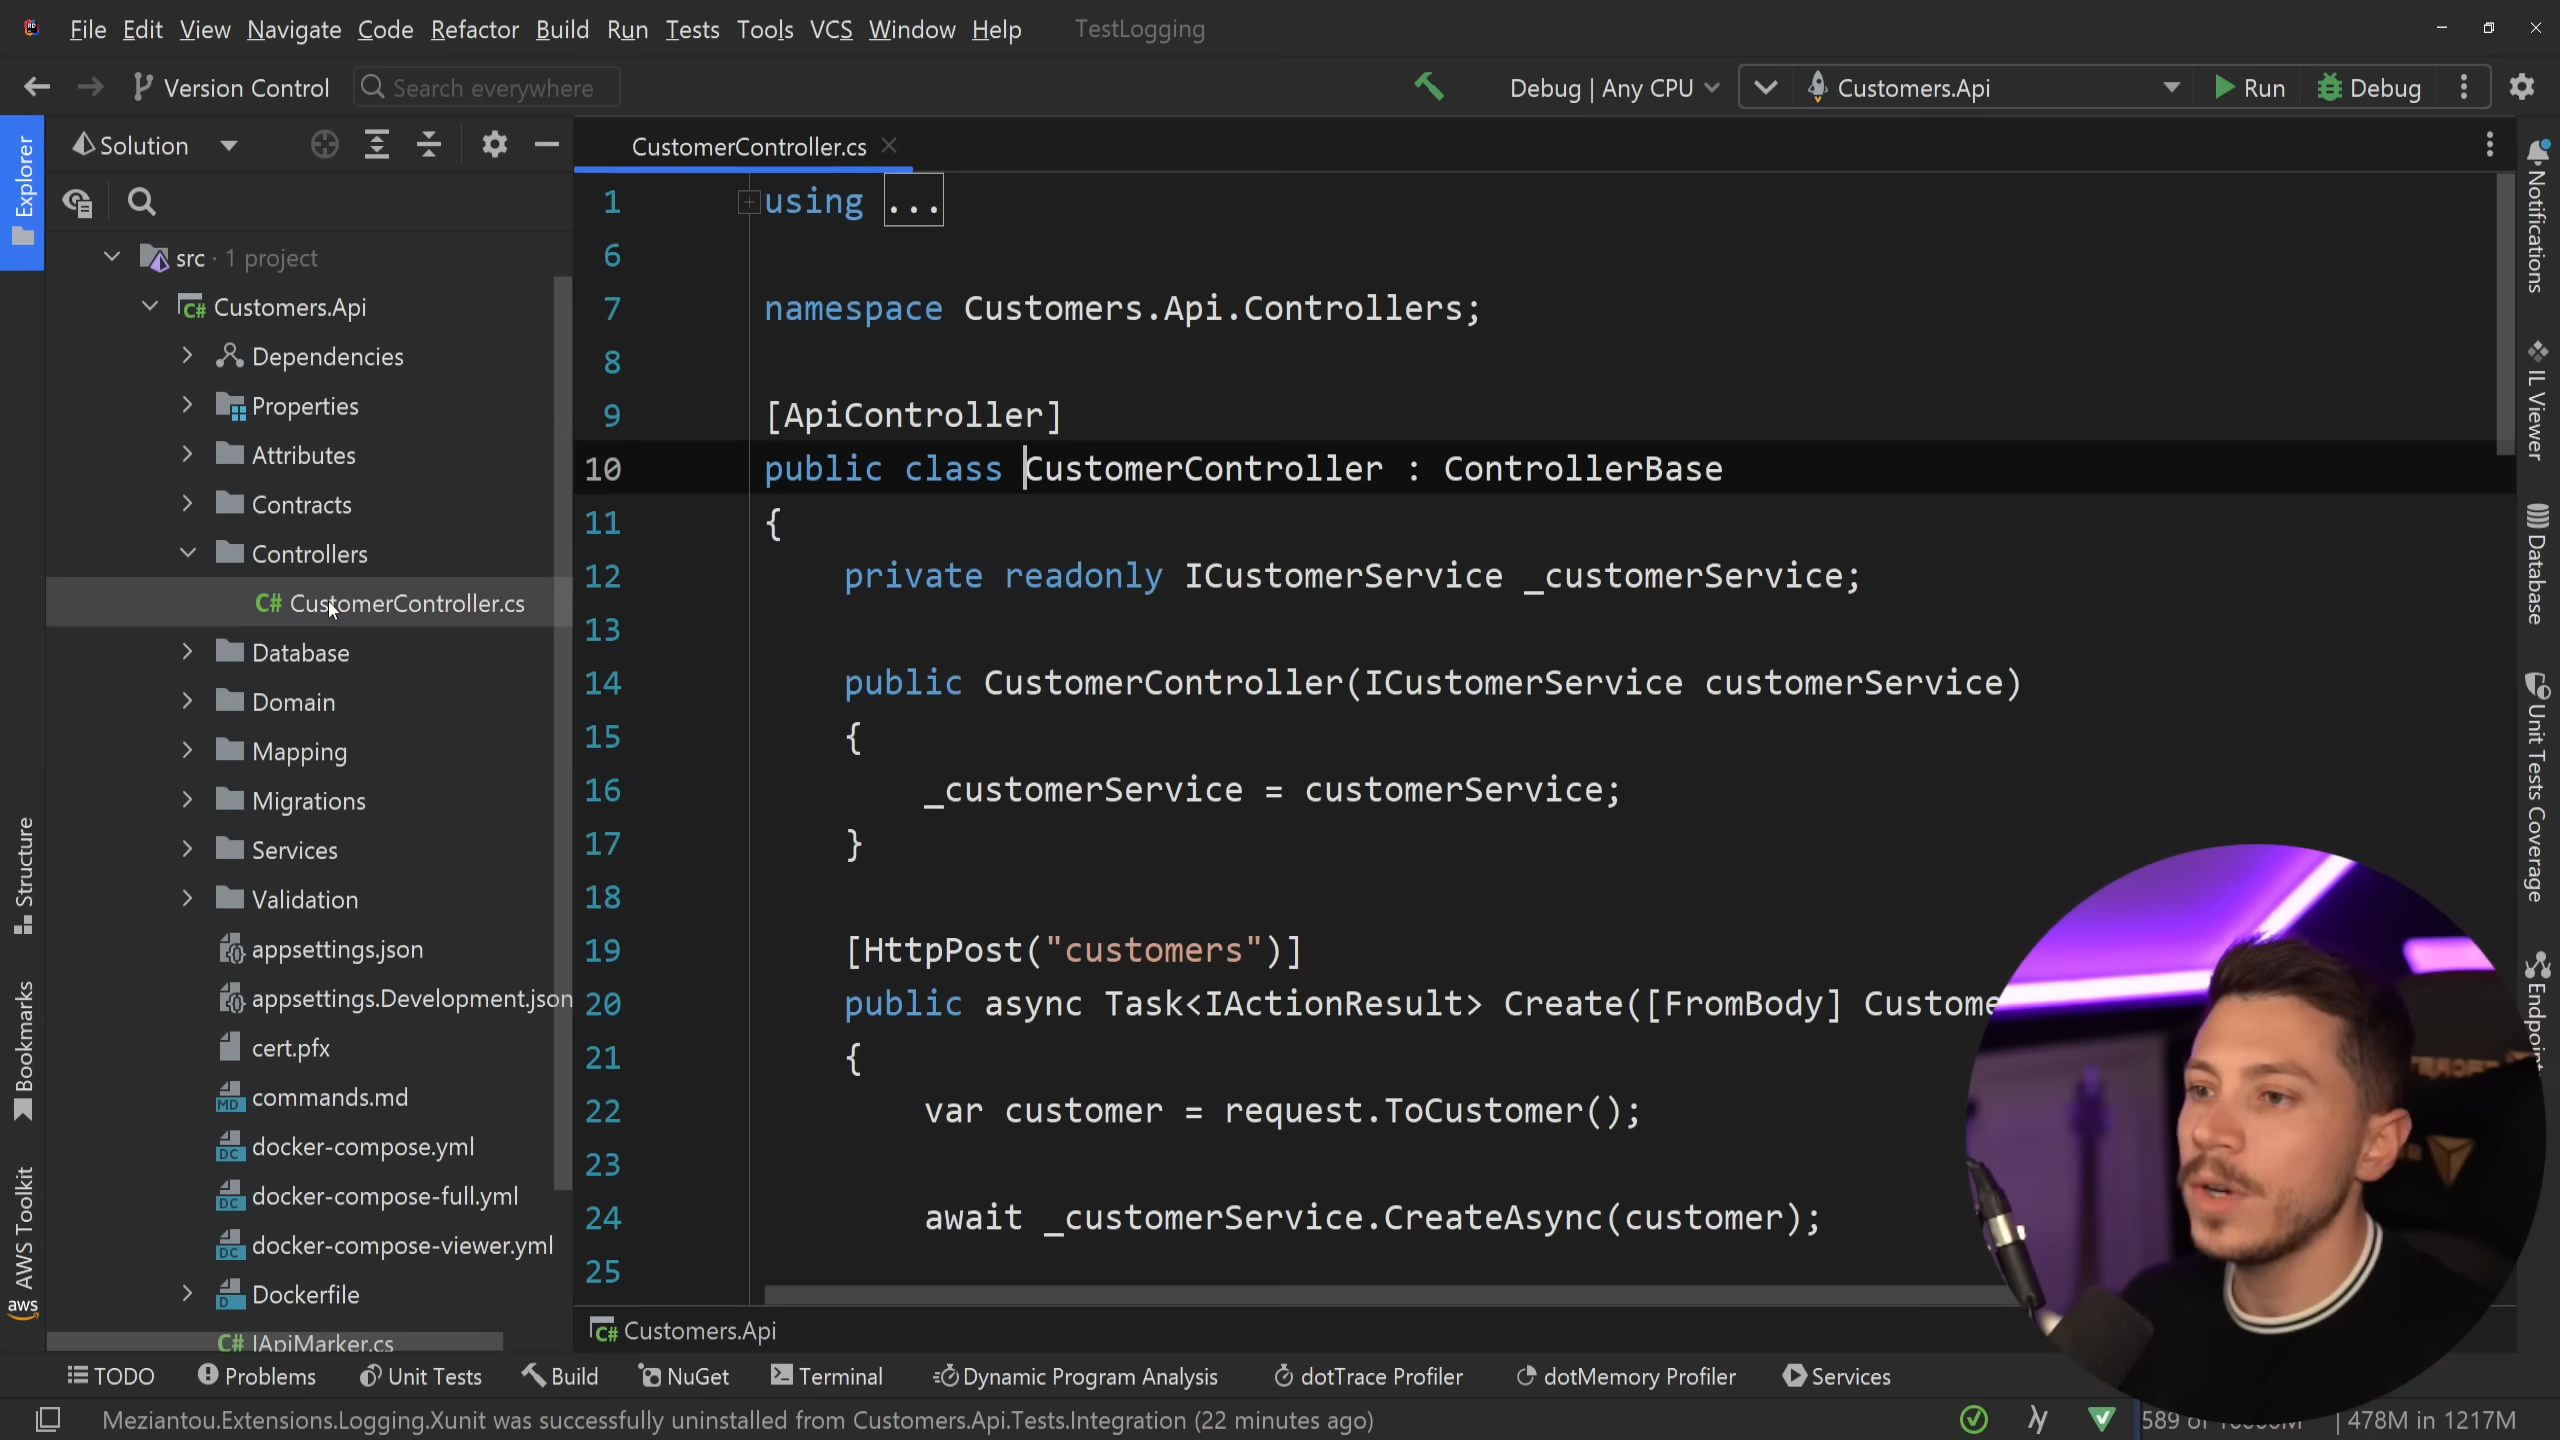 File Edit View Navigate Code Refactor Build Run Tests Tools VCS Window Help TestLogging
Version Control Search everywhere Debug | Any CPU Customers.Api Run Debug
Explorer
Solution
src · 1 project
Customers.Api
Dependencies
Properties
Attributes
Contracts
Controllers
C# CustomerController.cs
Database
Domain
Mapping
Migrations
Services
Validation
appsettings.json
appsettings.Development.json
cert.pfx
commands.md
docker-compose.yml
docker-compose-full.yml
docker-compose-viewer.yml
Dockerfile
C# IApiMarker.cs
Structure
Bookmarks
AWS Toolkit
aws
CustomerController.cs
1 using ...
6
7 namespace Customers.Api.Controllers;
8
9 [ApiController]
10 public class CustomerController : ControllerBase
11 {
12 private readonly ICustomerService _customerService;
13
14 public CustomerController(ICustomerService customerService)
15 {
16 _customerService = customerService;
17 }
18
19 [HttpPost("customers")]
20 public async Task<IActionResult> Create([FromBody] Custome
21 {
22 var customer = request.ToCustomer();
23
24 await _customerService.CreateAsync(customer);
25
C# Customers.Api
Notifications
IL Viewer
Database
Unit Tests Coverage
Endpoint
TODO Problems Unit Tests Build NuGet Terminal Dynamic Program Analysis dotTrace Profiler dotMemory Profiler Services
Meziantou.Extensions.Logging.Xunit was successfully uninstalled from Customers.Api.Tests.Integration (22 minutes ago) 589 of 478M in 1217M